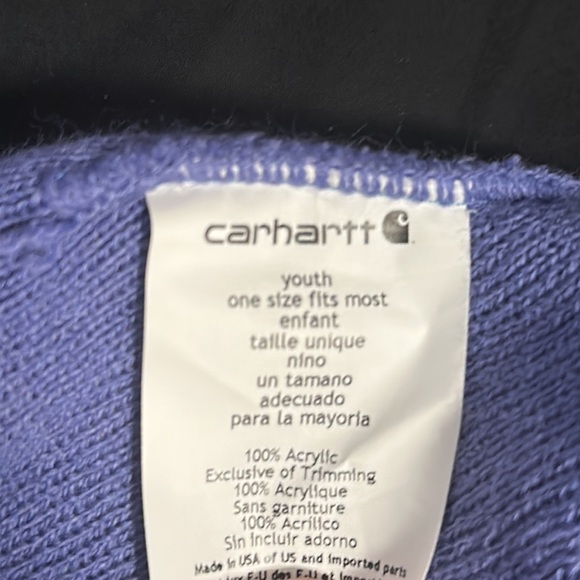 carhartt
youth
one size fits most
enfant
taille unique
nino
un tamano
adecuado
para la mayoria
100% Acrylic
Exclusive of Trimming
100% Acrylique
Sans garniture
100% Acrilico
Sin incluir adorno
Made in USA of US and imported parts
E-U des E-U et